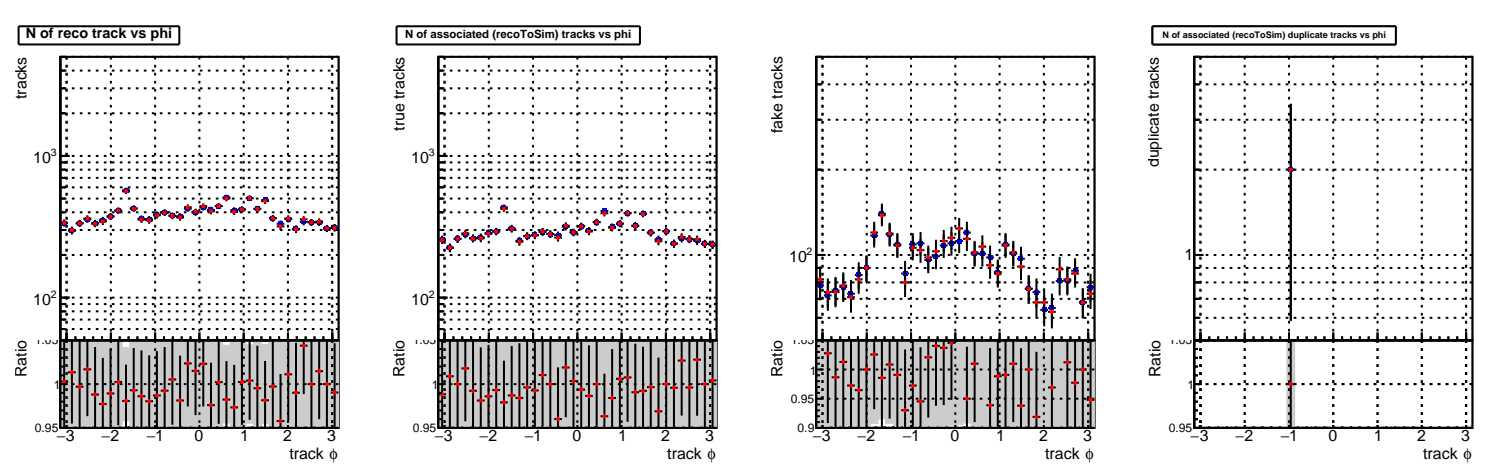 N of reco track vs phi
tracks
10³
10²
Ratio
1
0.95
−3 −2 −1 0 1 2 3
track ϕ
N of associated (recoToSim) tracks vs phi
true tracks
10³
10²
Ratio
1
0.95
−3 −2 −1 0 1 2 3
track ϕ
fake tracks
10²
Ratio
1
0.95
0.9
−3 −2 −1 0 1 2 3
track ϕ
N of associated (recoToSim) duplicate tracks vs phi
duplicate tracks
1
Ratio
1
0.95
−3 −2 −1 0 1 2 3
track ϕ